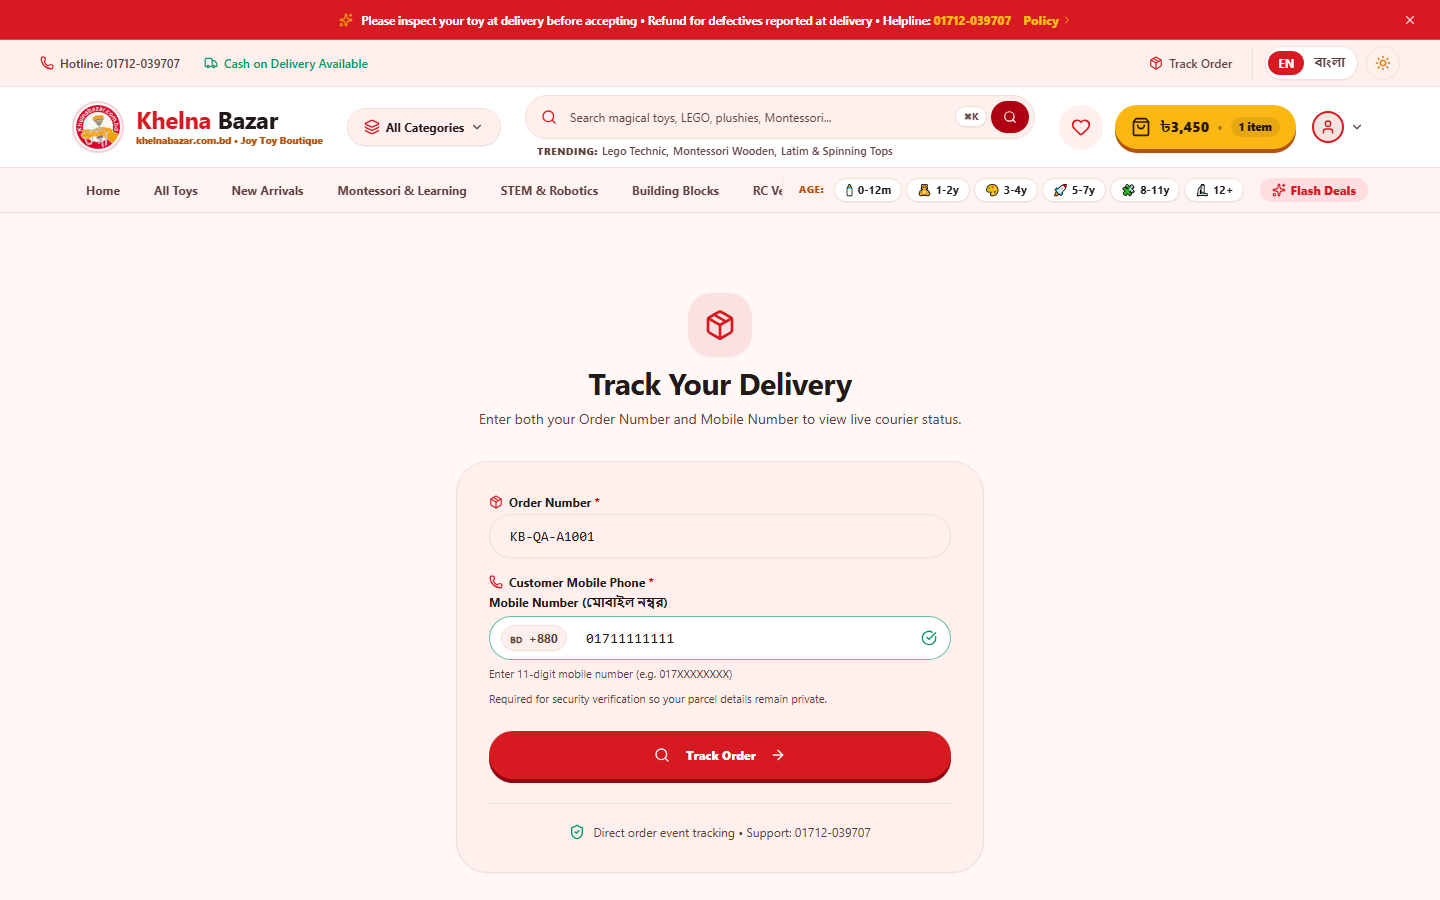 Please inspect your toy at delivery before accepting • Refund for defectives reported at delivery • Helpline: 01712-039707 Policy
Hotline: 01712-039707 Cash on Delivery Available Track Order EN বাংলা
Khelna Bazar
khelnabazar.com.bd • Joy Toy Boutique
All Categories
Search magical toys, LEGO, plushies, Montessori... ⌘K
TRENDING: Lego Technic, Montessori Wooden, Latim & Spinning Tops
৳3,450 • 1 item
Home All Toys New Arrivals Montessori & Learning STEM & Robotics Building Blocks RC Ve AGE: 0-12m 1-2y 3-4y 5-7y 8-11y 12+ Flash Deals
Track Your Delivery
Enter both your Order Number and Mobile Number to view live courier status.
Order Number *
KB-QA-A1001
Customer Mobile Phone *
Mobile Number (মোবাইল নম্বর)
BD +880 01711111111
Enter 11-digit mobile number (e.g. 017XXXXXXXX)
Required for security verification so your parcel details remain private.
Track Order
Direct order event tracking • Support: 01712-039707